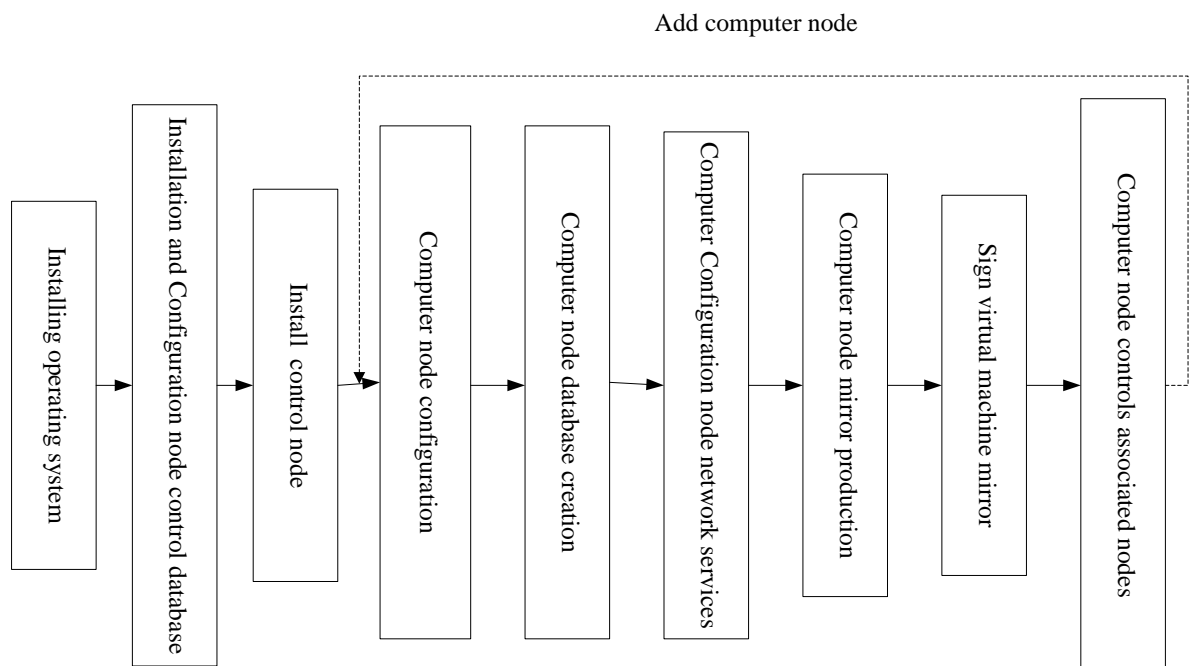 Add computer node
Installing operating system
Installation and Configuration node control database
Install control node
Computer node configuration
Computer node database creation
Computer Configuration node network services
Computer node mirror production
Sign virtual machine mirror
Computer node controls associated nodes